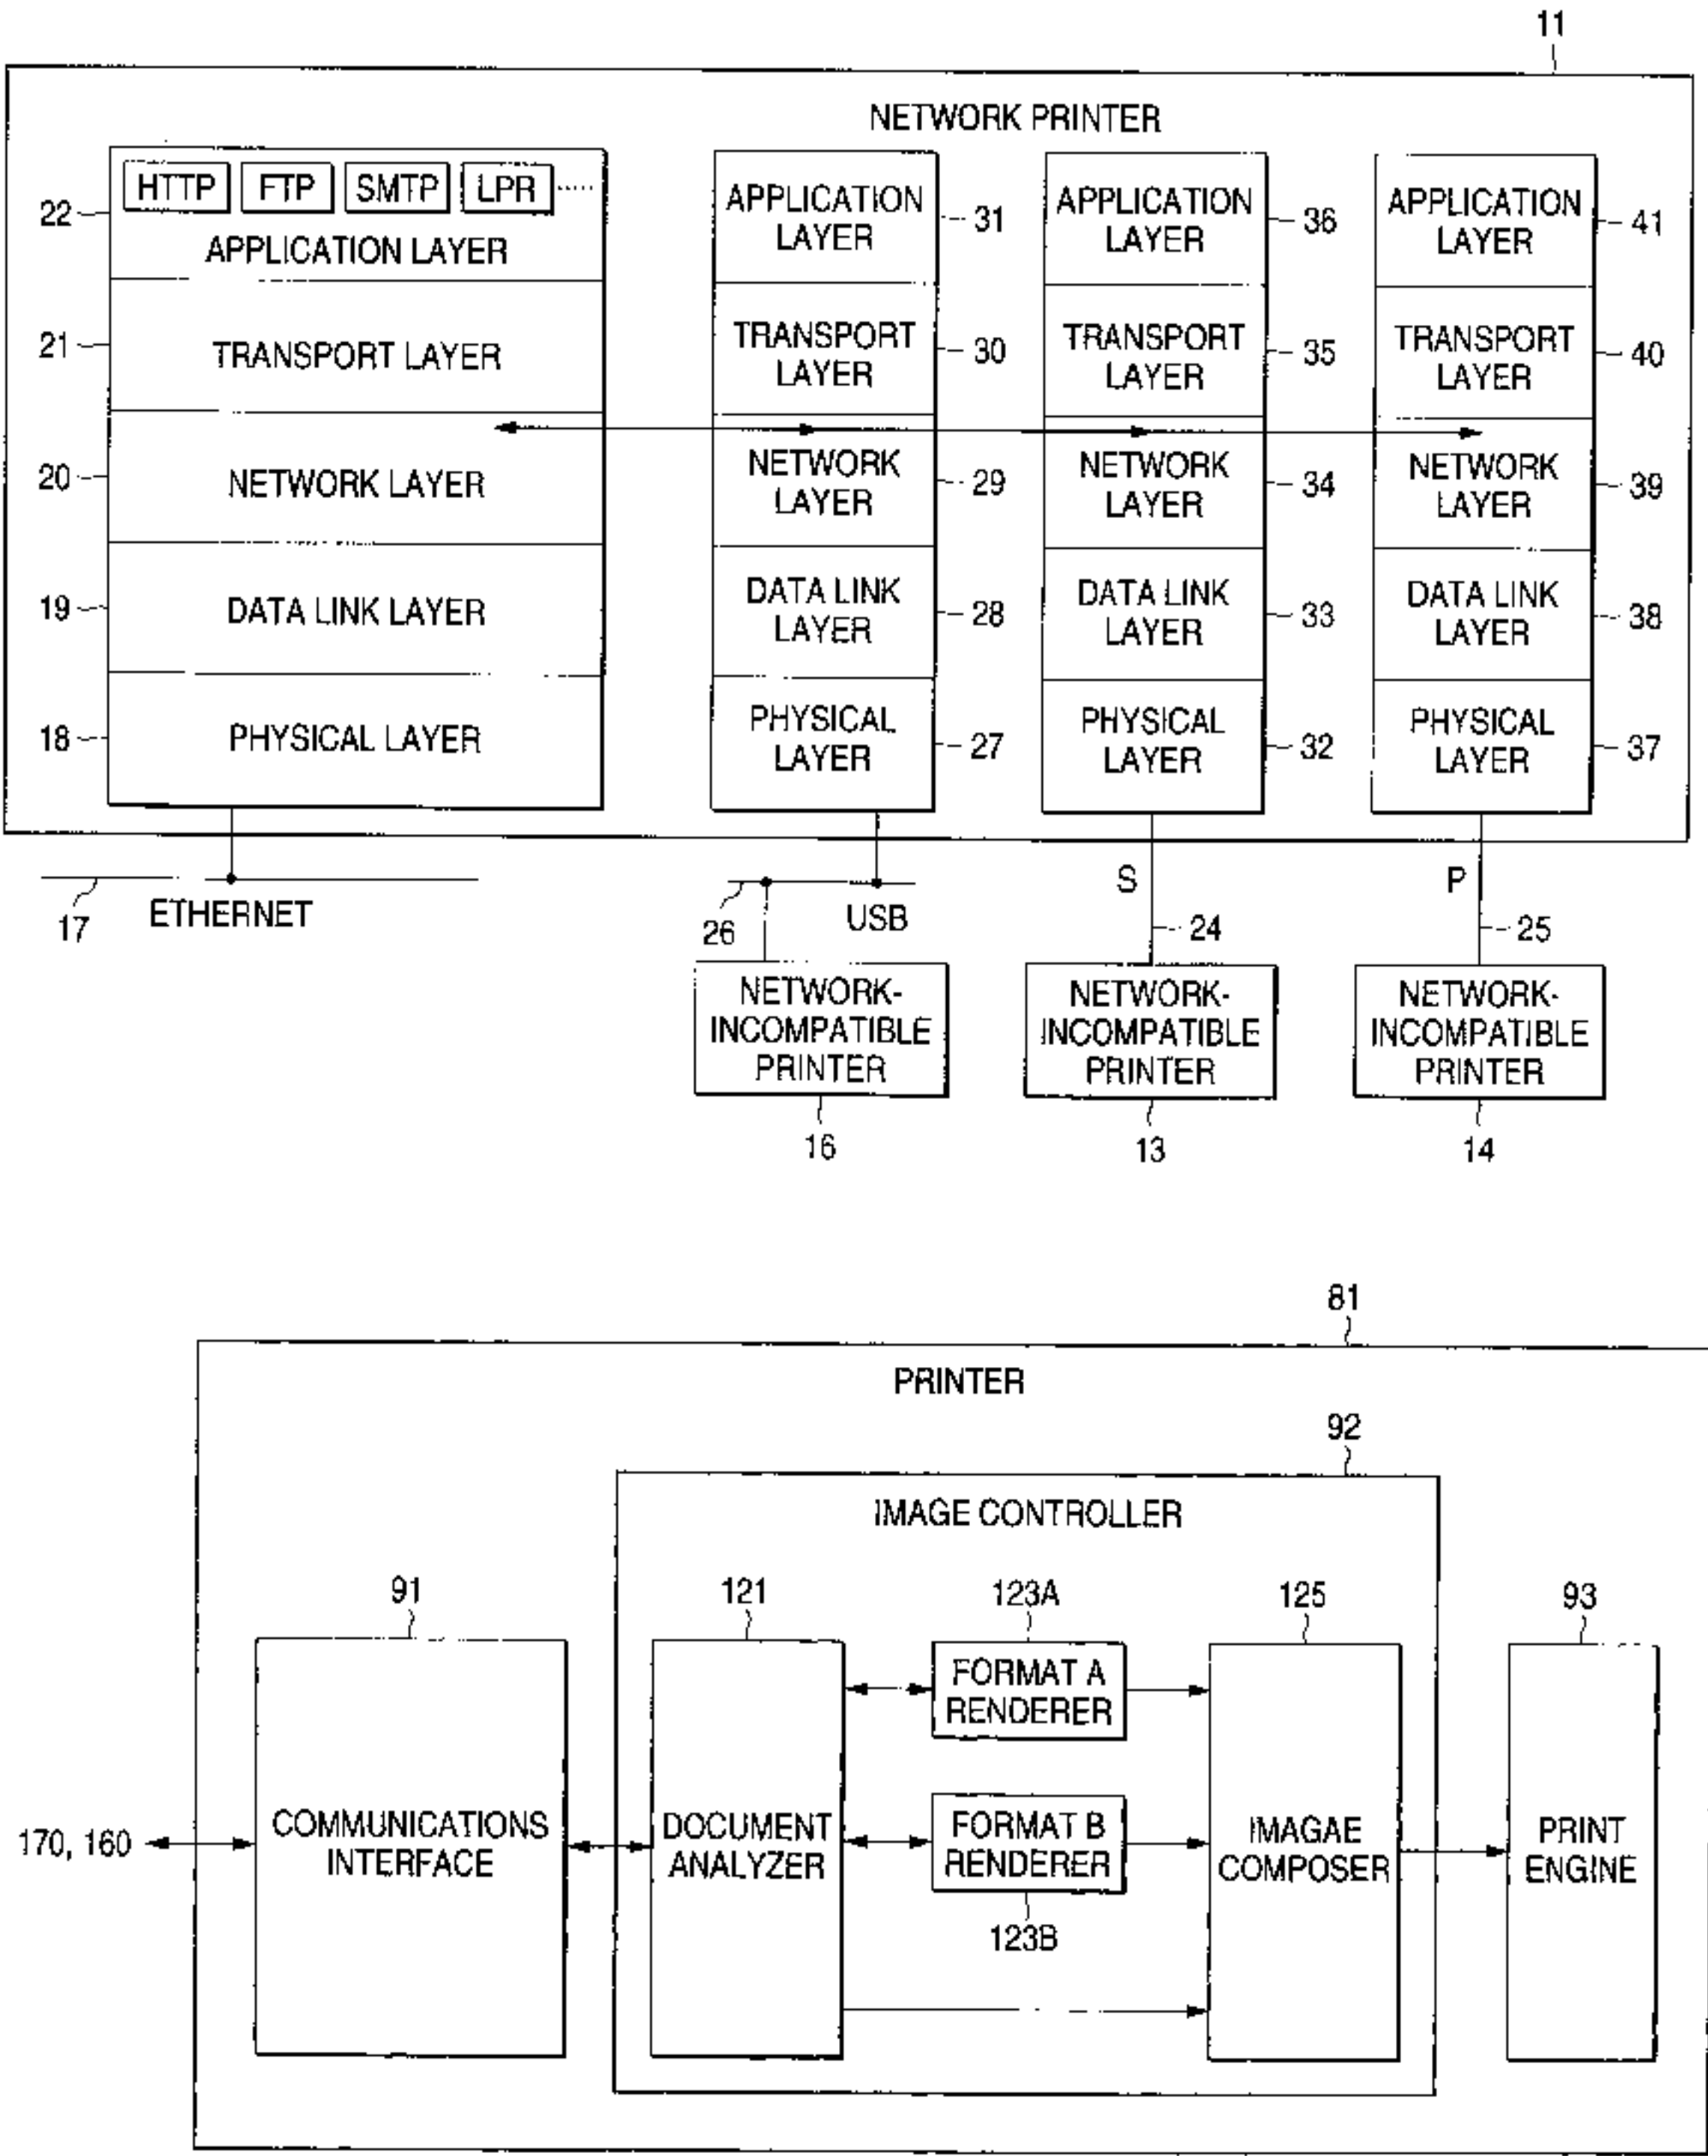 11
NETWORK PRINTER
HTTP FTP SMTP LPR
22
APPLICATION LAYER
21
TRANSPORT LAYER
20
NETWORK LAYER
19
DATA LINK LAYER
18
PHYSICAL LAYER
APPLICATION
LAYER
31
TRANSPORT
LAYER
30
NETWORK
LAYER
29
DATA LINK
LAYER
28
PHYSICAL
LAYER
27
APPLICATION
LAYER
36
TRANSPORT
LAYER
35
NETWORK
LAYER
34
DATA LINK
LAYER
33
PHYSICAL
LAYER
32
APPLICATION
LAYER
41
TRANSPORT
LAYER
40
NETWORK
LAYER
39
DATA LINK
LAYER
38
PHYSICAL
LAYER
37
17
ETHERNET
26
USB
S
24
P
25
NETWORK-
INCOMPATIBLE
PRINTER
16
NETWORK-
INCOMPATIBLE
PRINTER
13
NETWORK-
INCOMPATIBLE
PRINTER
14
81
PRINTER
92
IMAGE CONTROLLER
91
121
123A
125
93
170, 160
COMMUNICATIONS
INTERFACE
DOCUMENT
ANALYZER
FORMAT A
RENDERER
FORMAT B
RENDERER
123B
IMAGAE
COMPOSER
PRINT
ENGINE